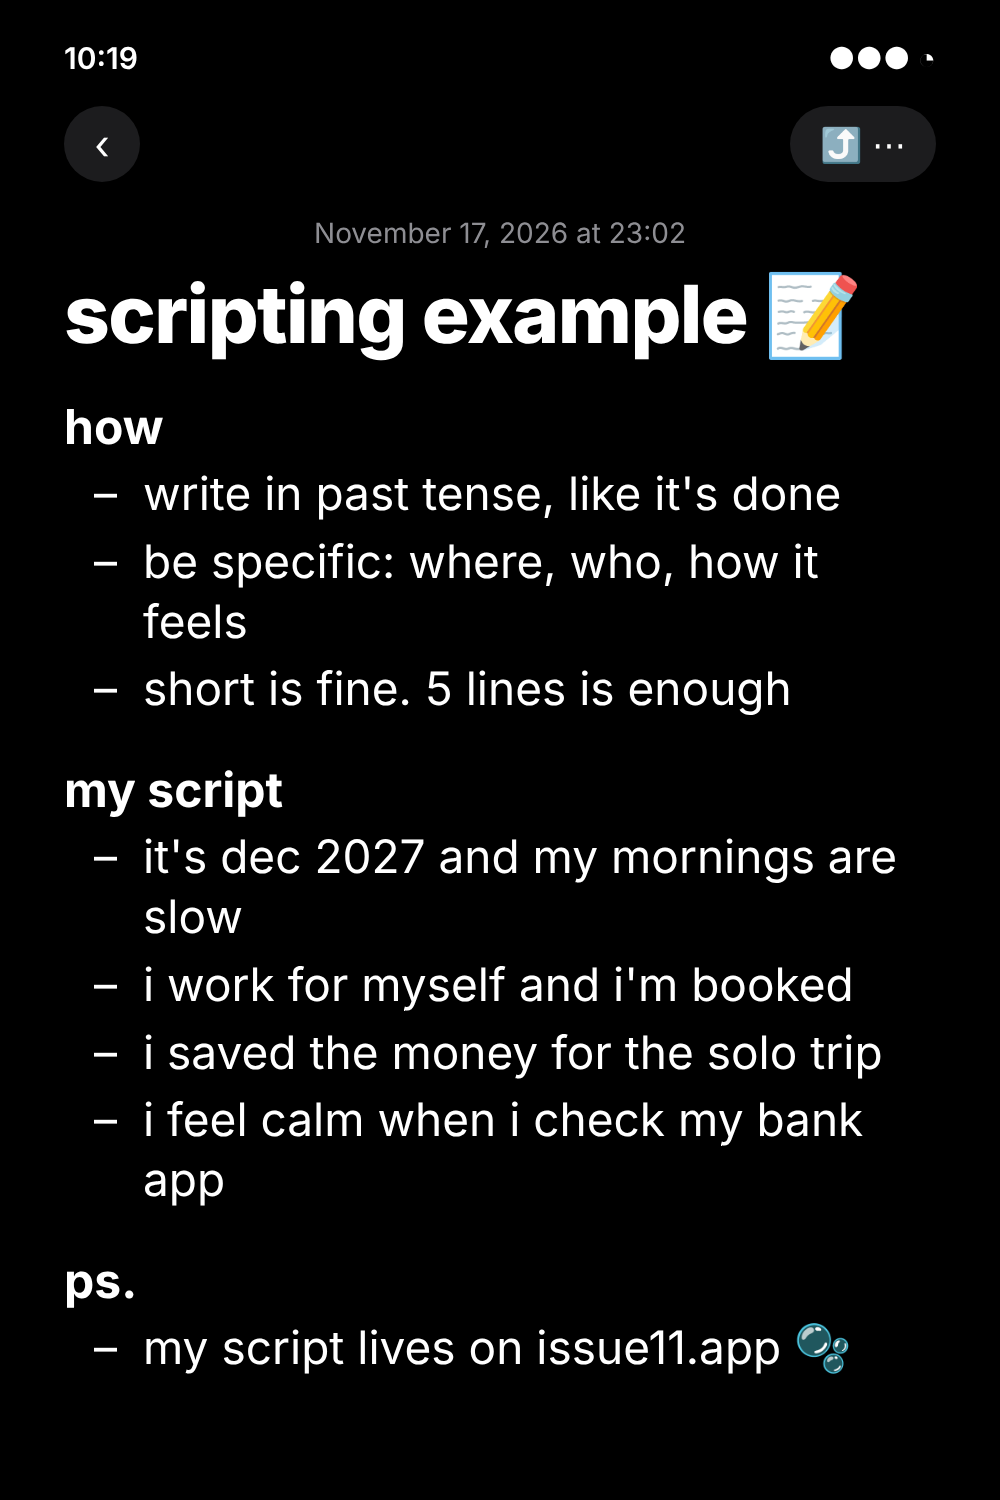 10:19
‹
⤴️ ...
November 17, 2026 at 23:02
scripting example 📝
how
– write in past tense, like it's done
– be specific: where, who, how it
feels
– short is fine. 5 lines is enough
my script
– it's dec 2027 and my mornings are
slow
– i work for myself and i'm booked
– i saved the money for the solo trip
– i feel calm when i check my bank
app
ps.
– my script lives on issue11.app 🫧